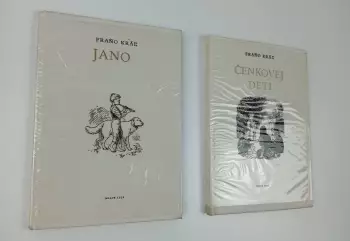 FRAŇO KRÁĽ
JANO
FRAŇO KRÁĽ
ČENKOVEJ
DETI